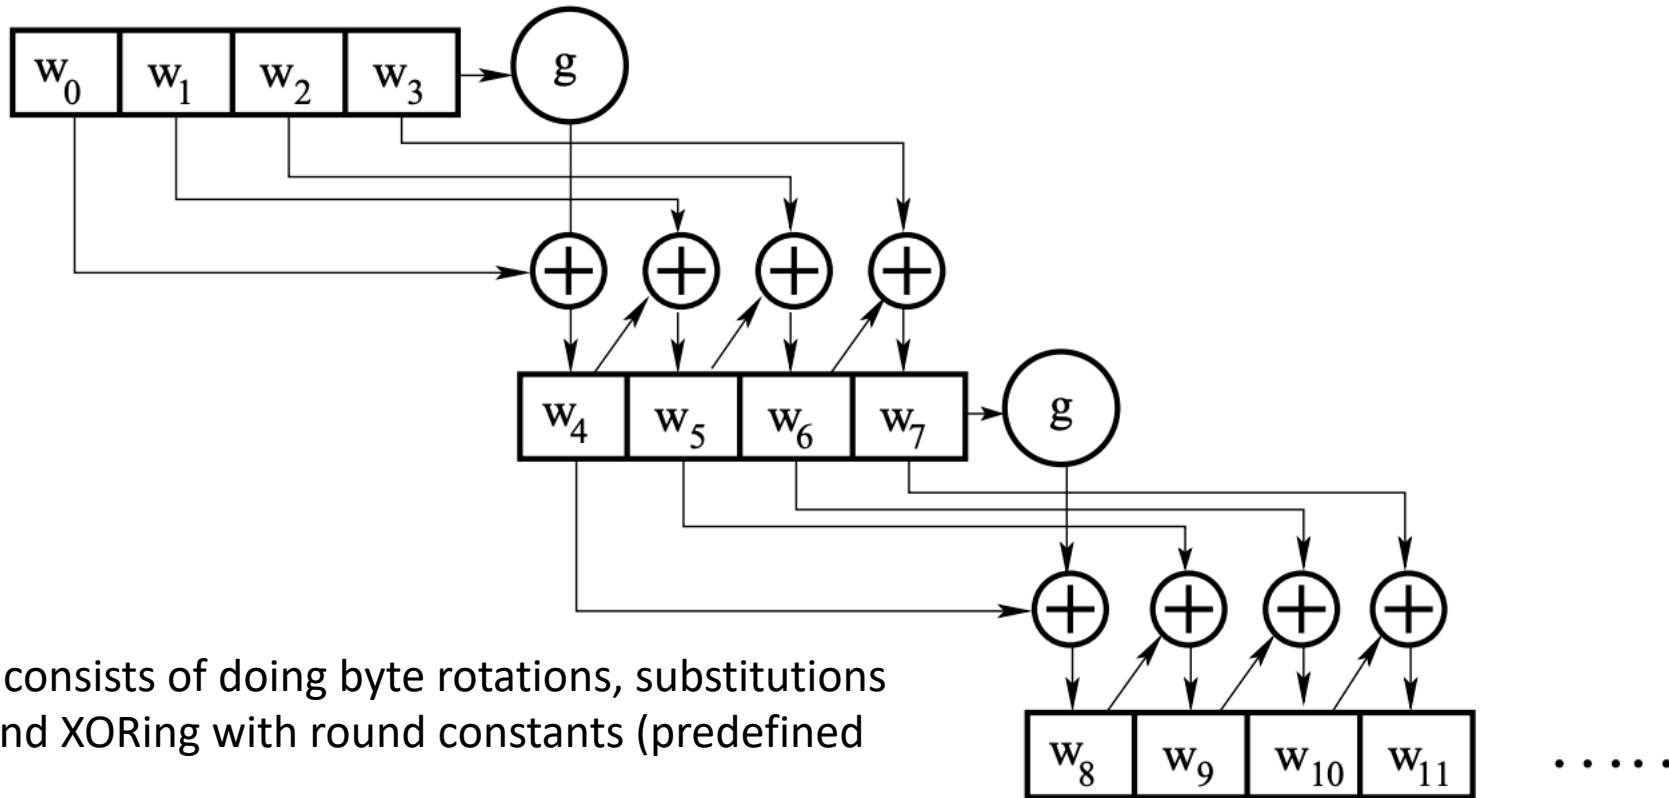 w0 w1 w2 w3 g
w4 w5 w6 w7 g
consists of doing byte rotations, substitutions
nd XORing with round constants (predefined
w8 w9 w10 w11 .....